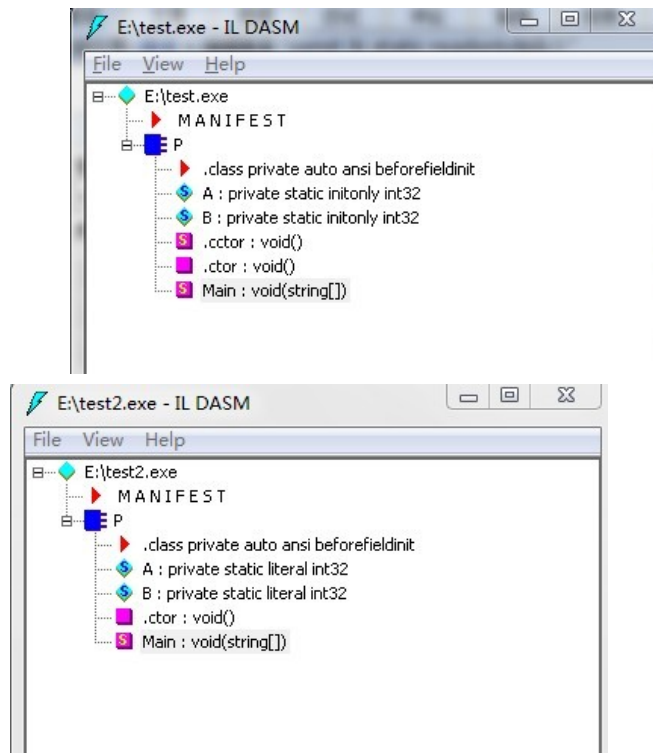 E:\test.exe - IL DASM
File View Help
E:\test.exe
MANIFEST
P
.class private auto ansi beforefieldinit
A : private static initonly int32
B : private static initonly int32
.cctor : void()
.ctor : void()
Main : void(string[])
E:\test2.exe - IL DASM
File View Help
E:\test2.exe
MANIFEST
P
.class private auto ansi beforefieldinit
A : private static literal int32
B : private static literal int32
.ctor : void()
Main : void(string[])